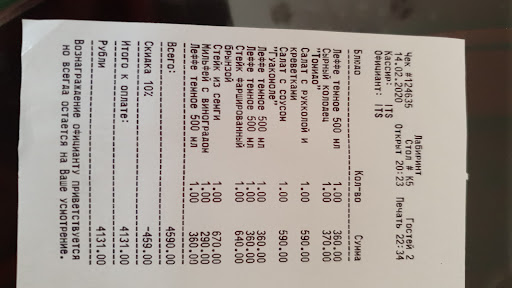 Лабиринт
Чек #124635 Стол # К5 Гостей 2
14.02.2020 Открыт 20:23 Печать 22:34
Кассир: ITS
Официант: ITS
Блюдо Кол-во Сумма
Леффе темное 500 мл 1.00 360.00
Сырный колодец 1.00 370.00
Салат с рукколой и 1.00 590.00
креветками
Салат с соусом 1.00 590.00
"Гуакомоле"
Леффе темное 500 мл 1.00 360.00
Леффе темное 500 мл 1.00 360.00
Стейк фаршированный 1.00 640.00
брынзой
Стейк из семги 1.00 670.00
Мильфей с виноградом 1.00 290.00
Леффе темное 500 мл 1.00 360.00
Всего: 4590.00
Скидка 10% -459.00
Итого к оплате: 4131.00
Рубли 4131.00
Вознаграждение официанту приветствуется
но всегда остается на Ваше усмотрение.